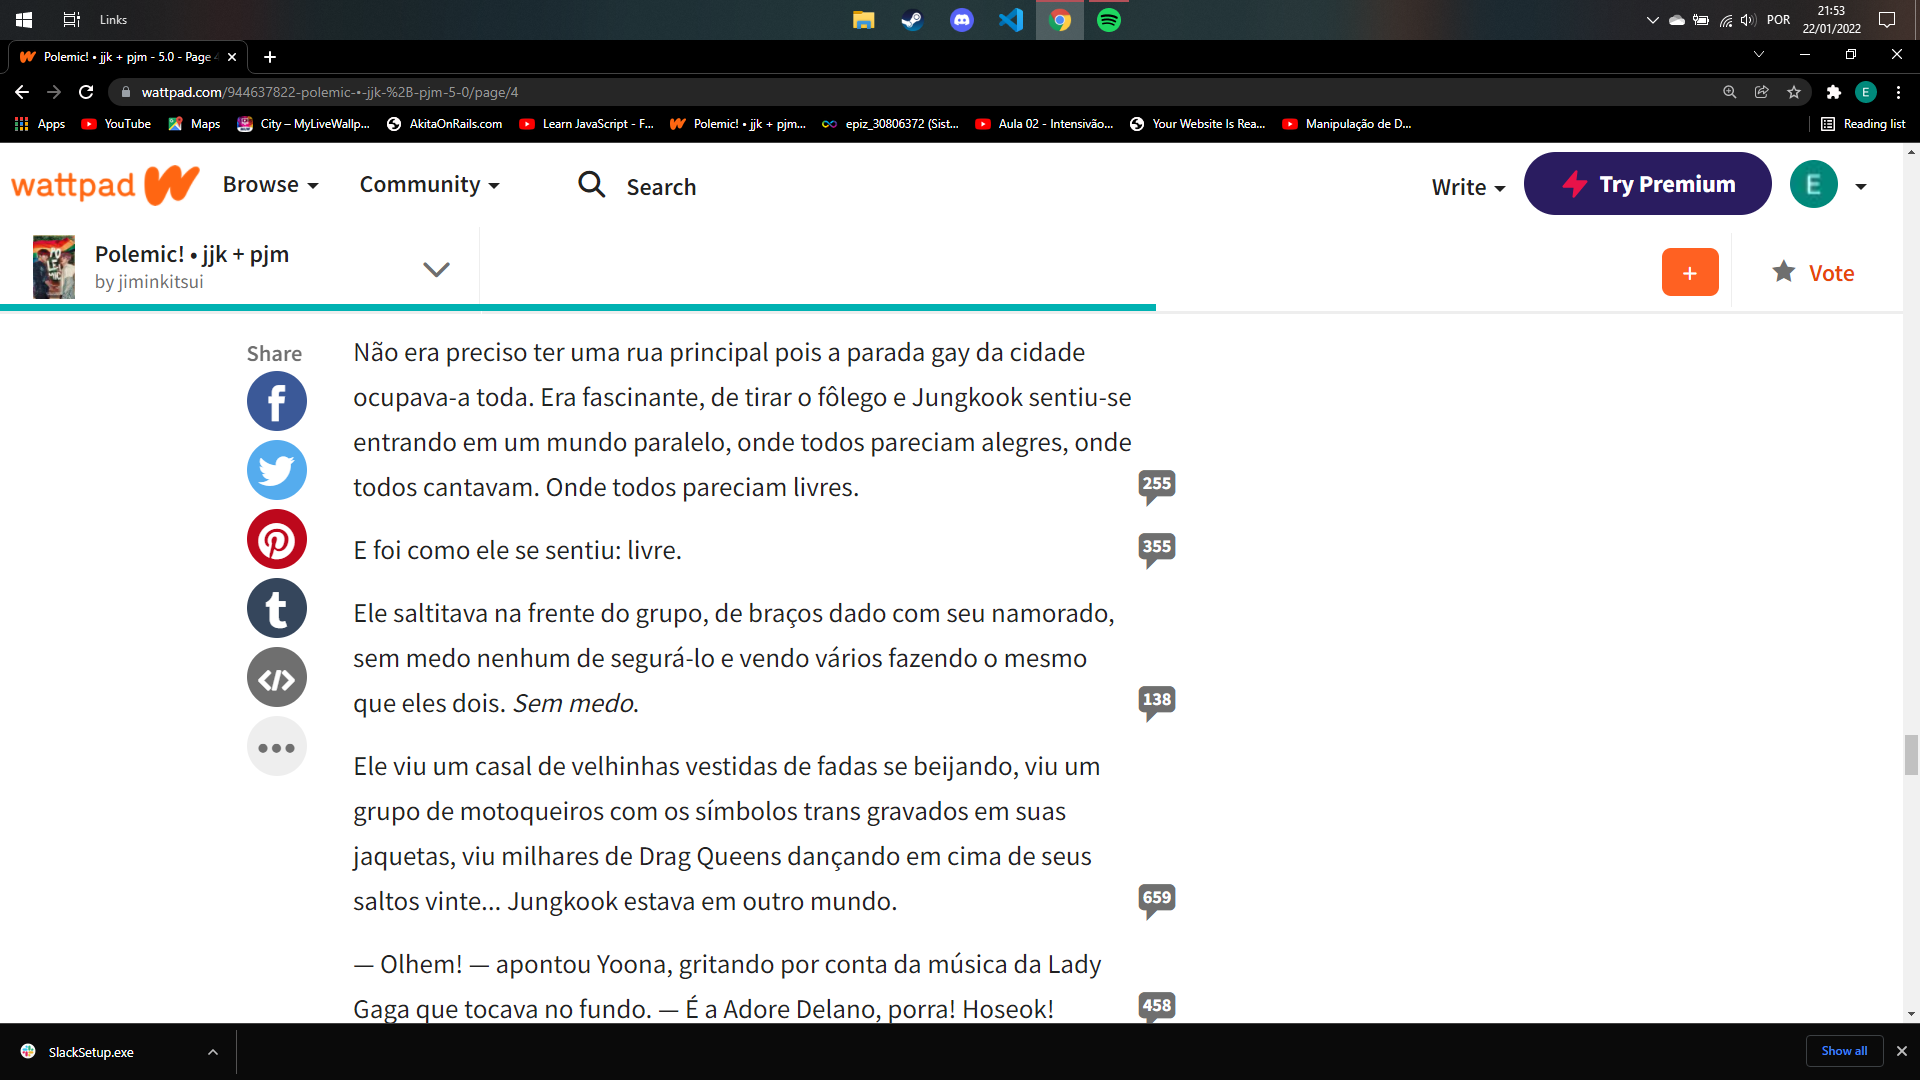 Links
POR
21:53
22/01/2022
Polemic! • jjk + pjm - 5.0 - Page
wattpad.com/944637822-polemic-•-jjk-%2B-pjm-5-0/page/4
E
Apps
YouTube
Maps
City – MyLiveWallp...
AkitaOnRails.com
Learn JavaScript - F...
Polemic! • jjk + pjm...
epiz_30806372 (Sist...
Aula 02 - Intensivão...
Your Website Is Rea...
Manipulação de D...
Reading list
wattpad
Browse
Community
Search
Write
Try Premium
E
Polemic! • jjk + pjm
by jiminkitsui
+
Vote
Share
Não era preciso ter uma rua principal pois a parada gay da cidade
ocupava-a toda. Era fascinante, de tirar o fôlego e Jungkook sentiu-se
entrando em um mundo paralelo, onde todos pareciam alegres, onde
todos cantavam. Onde todos pareciam livres.
255
E foi como ele se sentiu: livre.
355
Ele saltitava na frente do grupo, de braços dado com seu namorado,
sem medo nenhum de segurá-lo e vendo vários fazendo o mesmo
que eles dois. Sem medo.
138
Ele viu um casal de velhinhas vestidas de fadas se beijando, viu um
grupo de motoqueiros com os símbolos trans gravados em suas
jaquetas, viu milhares de Drag Queens dançando em cima de seus
saltos vinte... Jungkook estava em outro mundo.
659
— Olhem! — apontou Yoona, gritando por conta da música da Lady
Gaga que tocava no fundo. — É a Adore Delano, porra! Hoseok!
458
SlackSetup.exe
Show all